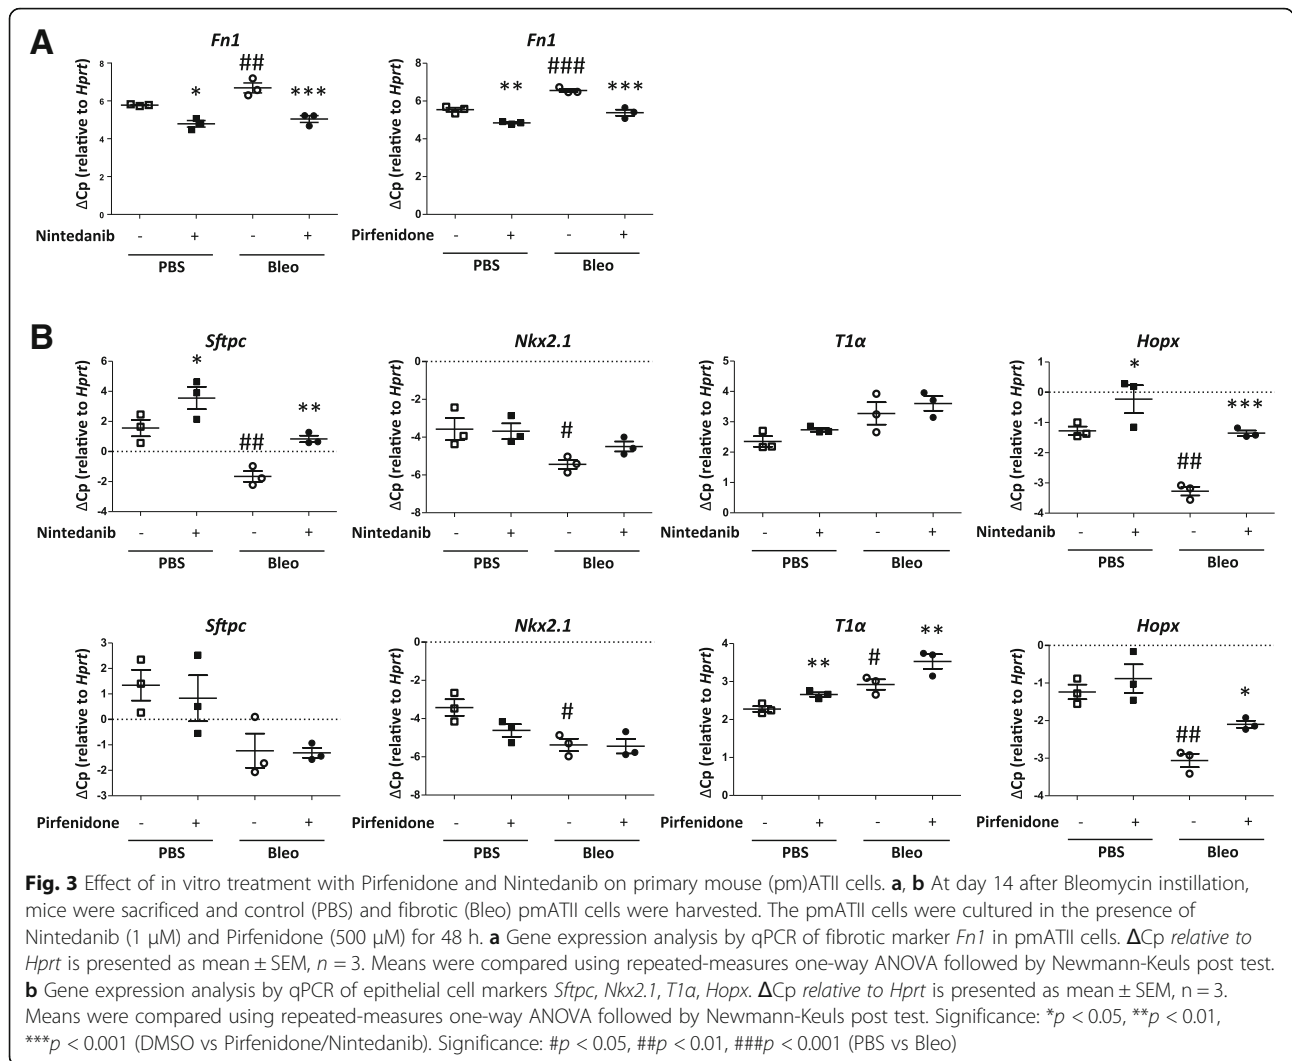 A
Fn1
Fn1
ΔCp (relative to Hprt)
8
6
4
2
0
##
*
***
ΔCp (relative to Hprt)
8
6
4
2
0
###
**
***
Nintedanib - + - +
PBS Bleo
Pirfenidone - + - +
PBS Bleo
B
Sftpc
Nkx2.1
T1α
Hopx
ΔCp (relative to Hprt)
6
4
2
0
-2
-4
*
**
##
ΔCp (relative to Hprt)
0
-2
-4
-6
-8
#
ΔCp (relative to Hprt)
5
4
3
2
1
0
ΔCp (relative to Hprt)
1
0
-1
-2
-3
-4
*
***
##
Nintedanib - + - +
PBS Bleo
Nintedanib - + - +
PBS Bleo
Nintedanib - + - +
PBS Bleo
Nintedanib - + - +
PBS Bleo
Sftpc
Nkx2.1
T1α
Hopx
ΔCp (relative to Hprt)
3
2
1
0
-1
-2
-3
ΔCp (relative to Hprt)
0
-2
-4
-6
-8
#
ΔCp (relative to Hprt)
4
3
2
1
0
**
#
**
ΔCp (relative to Hprt)
0
-1
-2
-3
-4
##
*
Pirfenidone - + - +
PBS Bleo
Pirfenidone - + - +
PBS Bleo
Pirfenidone - + - +
PBS Bleo
Pirfenidone - + - +
PBS Bleo
Fig. 3 Effect of in vitro treatment with Pirfenidone and Nintedanib on primary mouse (pm)ATII cells. a, b At day 14 after Bleomycin instillation,
mice were sacrificed and control (PBS) and fibrotic (Bleo) pmATII cells were harvested. The pmATII cells were cultured in the presence of
Nintedanib (1 μM) and Pirfenidone (500 μM) for 48 h. a Gene expression analysis by qPCR of fibrotic marker Fn1 in pmATII cells. ΔCp relative to
Hprt is presented as mean ± SEM, n = 3. Means were compared using repeated-measures one-way ANOVA followed by Newmann-Keuls post test.
b Gene expression analysis by qPCR of epithelial cell markers Sftpc, Nkx2.1, T1α, Hopx. ΔCp relative to Hprt is presented as mean ± SEM, n = 3.
Means were compared using repeated-measures one-way ANOVA followed by Newmann-Keuls post test. Significance: *p < 0.05, **p < 0.01,
***p < 0.001 (DMSO vs Pirfenidone/Nintedanib). Significance: #p < 0.05, ##p < 0.01, ###p < 0.001 (PBS vs Bleo)